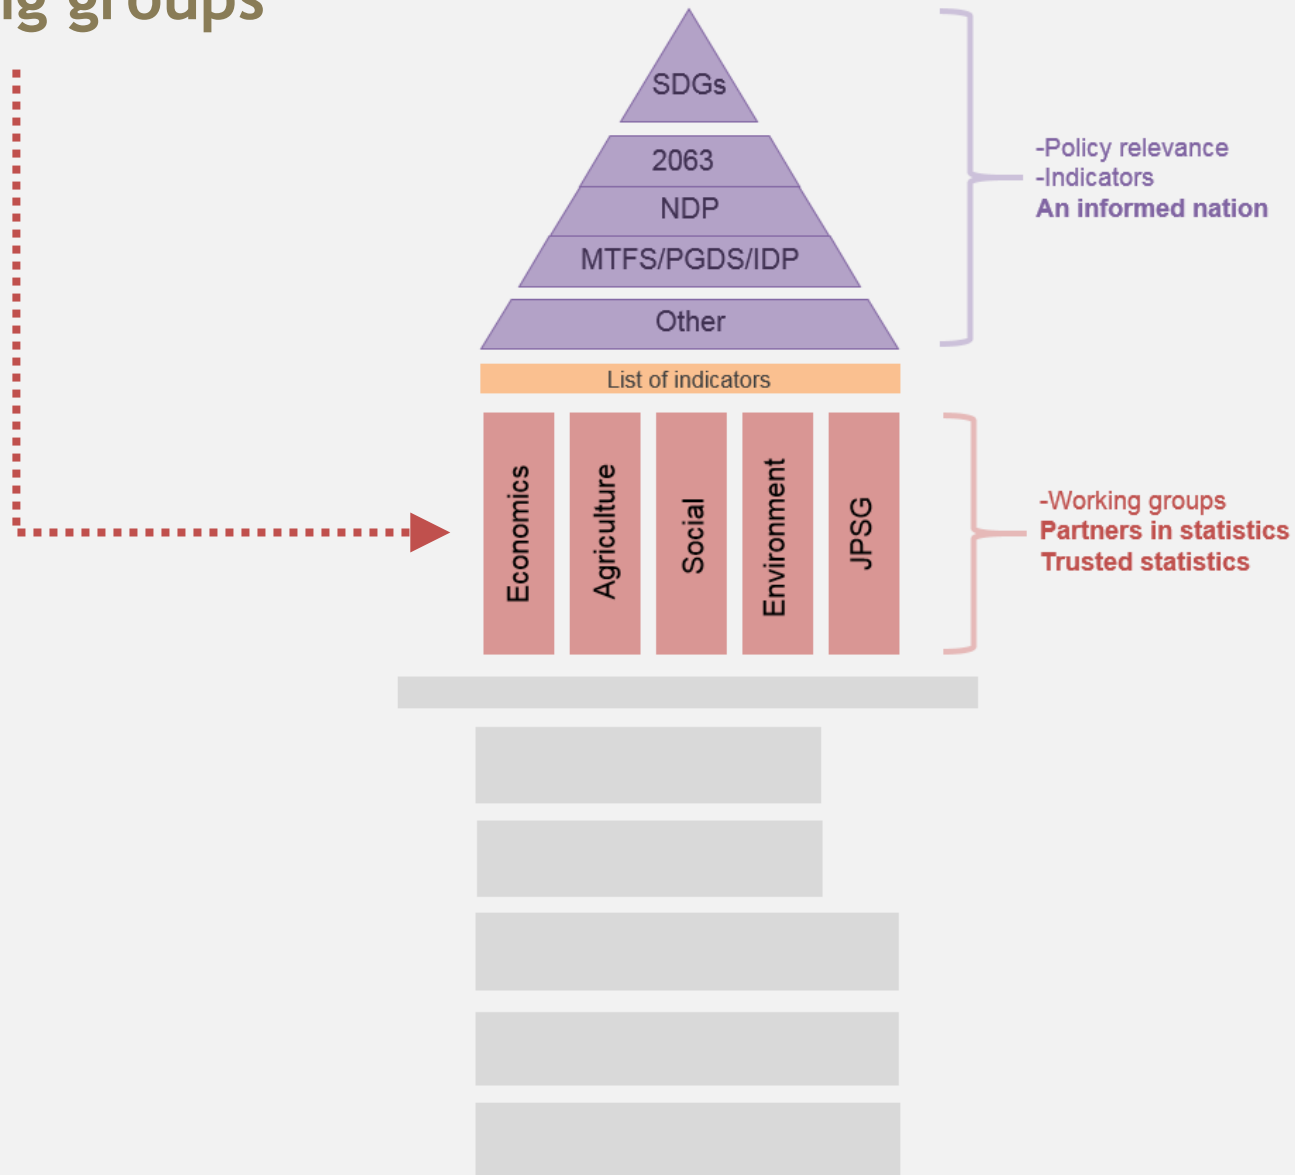 groups
SDGs
2063
NDP
MTFS/PGDS/IDP
Other
-Policy relevance
-Indicators
An informed nation
List of indicators
Economics
Agriculture
Social
Environment
JPSG
-Working groups
Partners in statistics
Trusted statistics